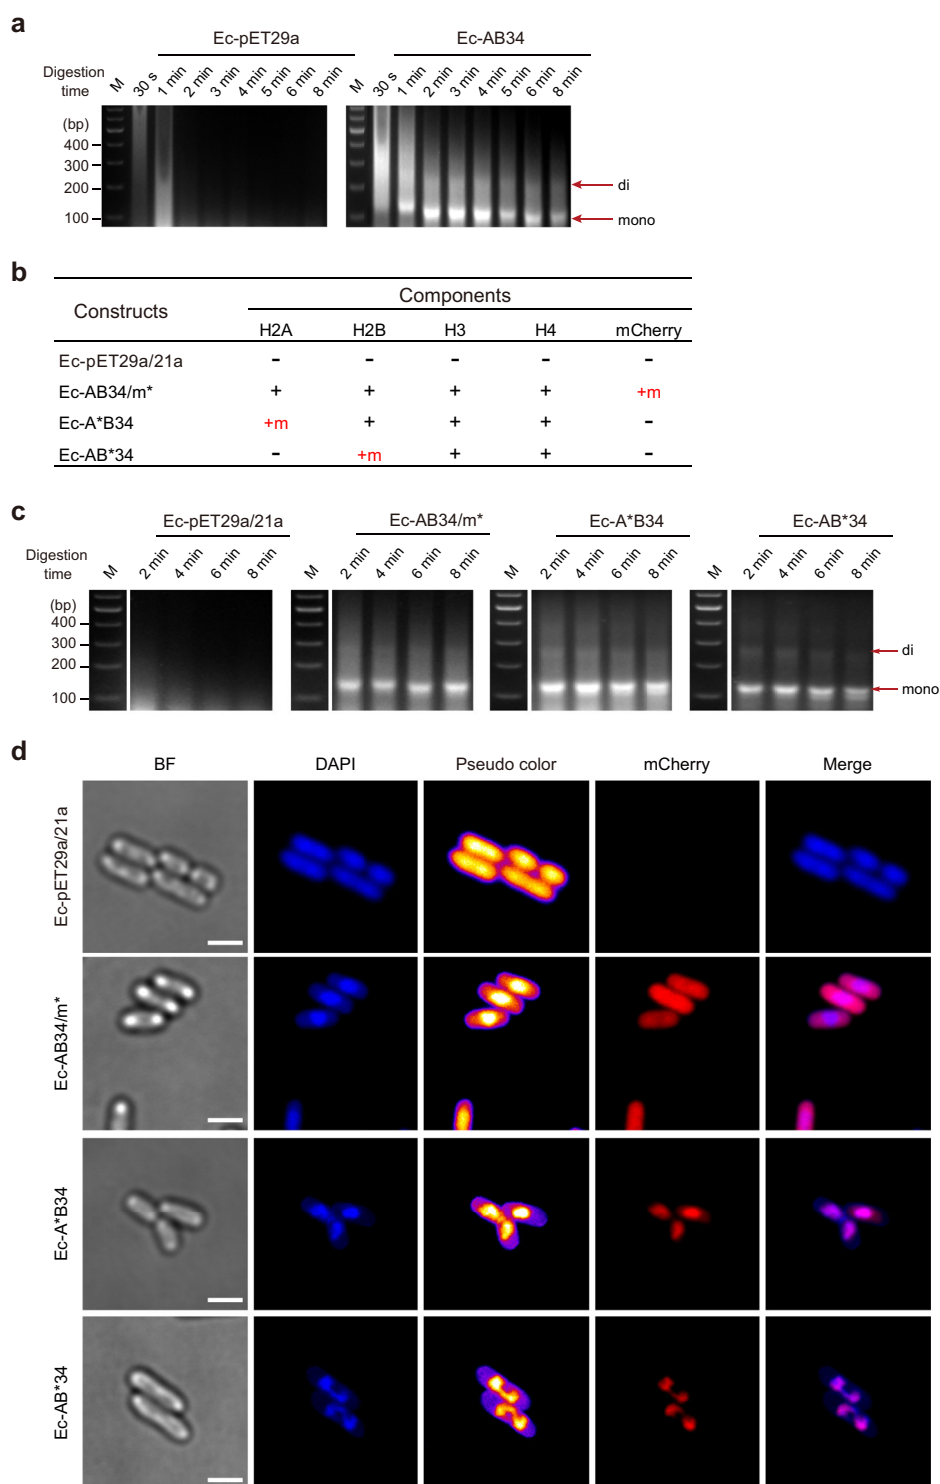 a
Ec-pET29a
Ec-AB34
Digestion time
M 30 s 1 min 2 min 3 min 4 min 5 min 6 min 8 min
M 30 s 1 min 2 min 3 min 4 min 5 min 6 min 8 min
(bp)
400
300
200
100
di
mono
b
Constructs
Components
H2A H2B H3 H4 mCherry
Ec-pET29a/21a - - - - -
Ec-AB34/m* + + + + +m
Ec-A*B34 +m + + + -
Ec-AB*34 - +m + + -
c
Ec-pET29a/21a
Ec-AB34/m*
Ec-A*B34
Ec-AB*34
Digestion time
M 2 min 4 min 6 min 8 min
M 2 min 4 min 6 min 8 min
M 2 min 4 min 6 min 8 min
M 2 min 4 min 6 min 8 min
(bp)
400
300
200
100
di
mono
d
BF DAPI Pseudo color mCherry Merge
Ec-pET29a/21a
Ec-AB34/m*
Ec-A*B34
Ec-AB*34